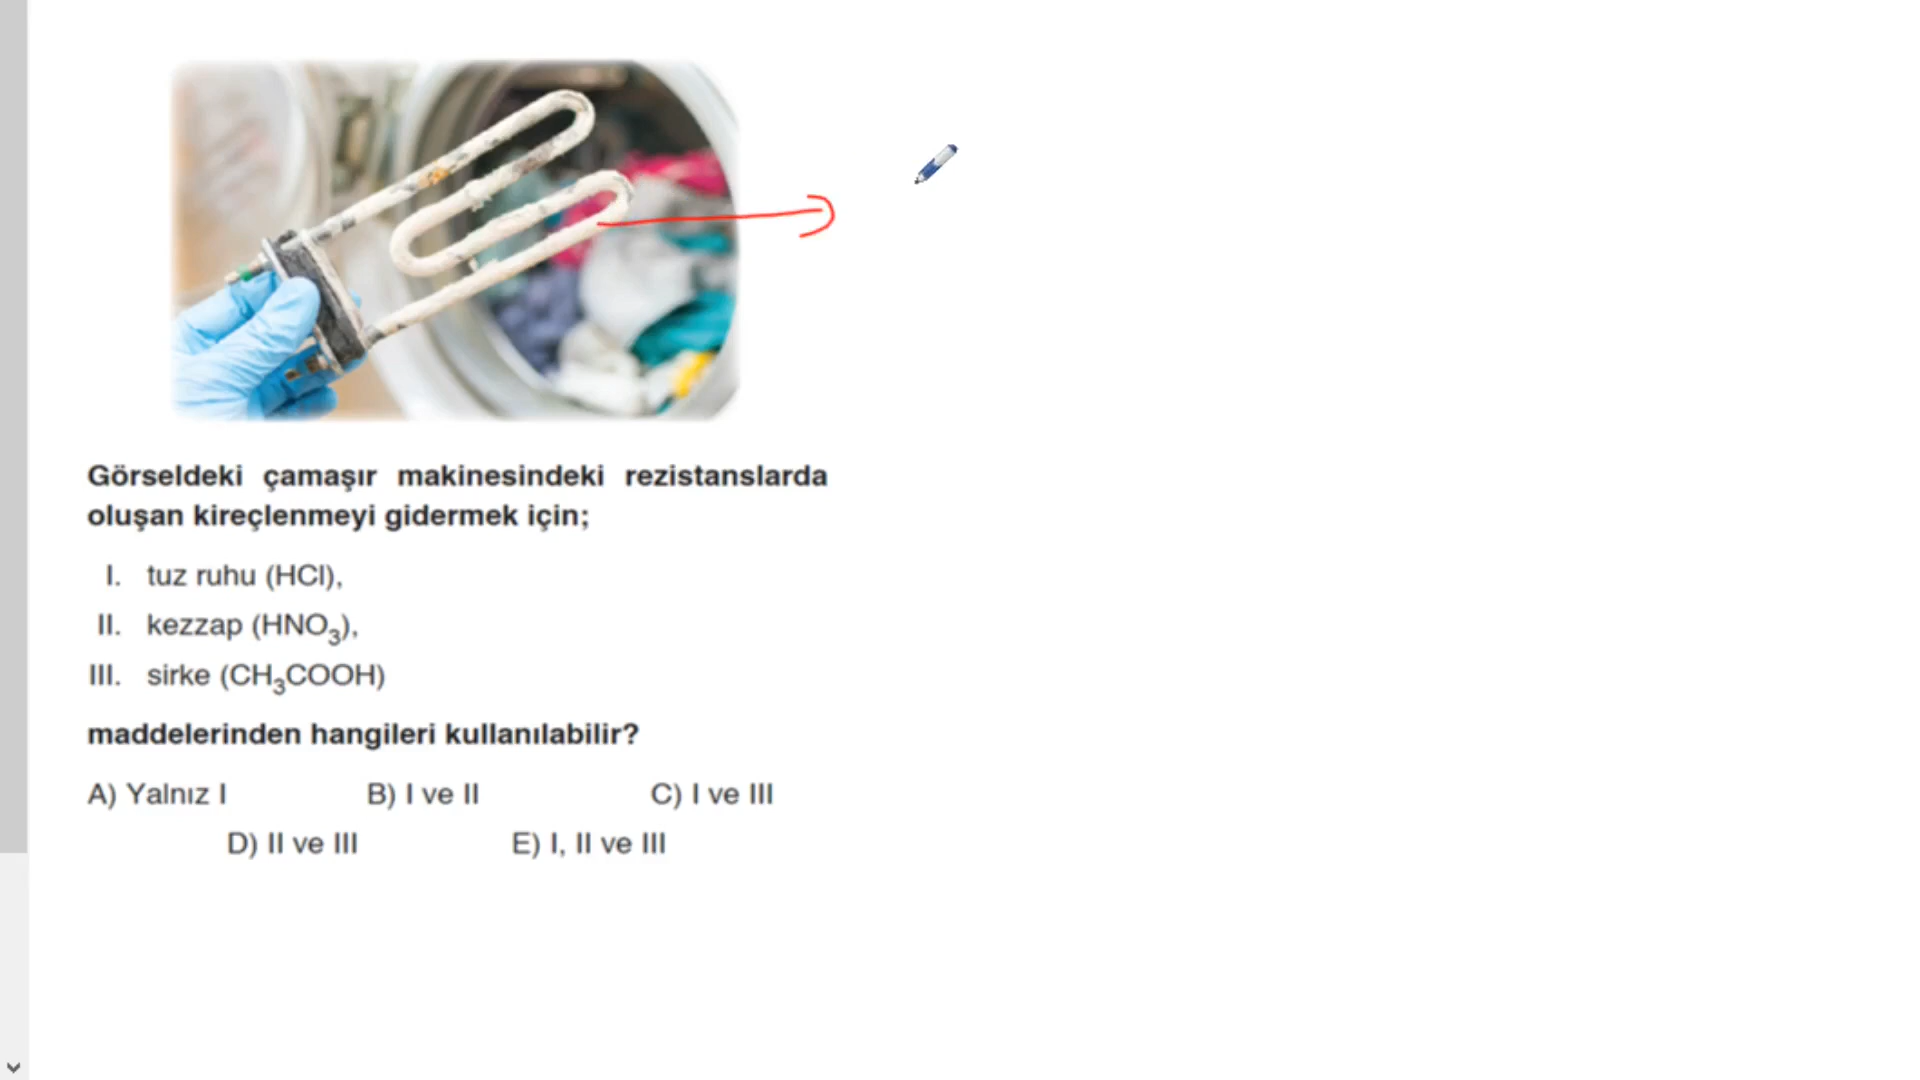 Görseldeki çamaşır makinesindeki rezistanslarda
oluşan kireçlenmeyi gidermek için;
I. tuz ruhu (HCl),
II. kezzap (HNO₃),
III. sirke (CH₃COOH)
maddelerinden hangileri kullanılabilir?
A) Yalnız I B) I ve II C) I ve III
D) II ve III E) I, II ve III